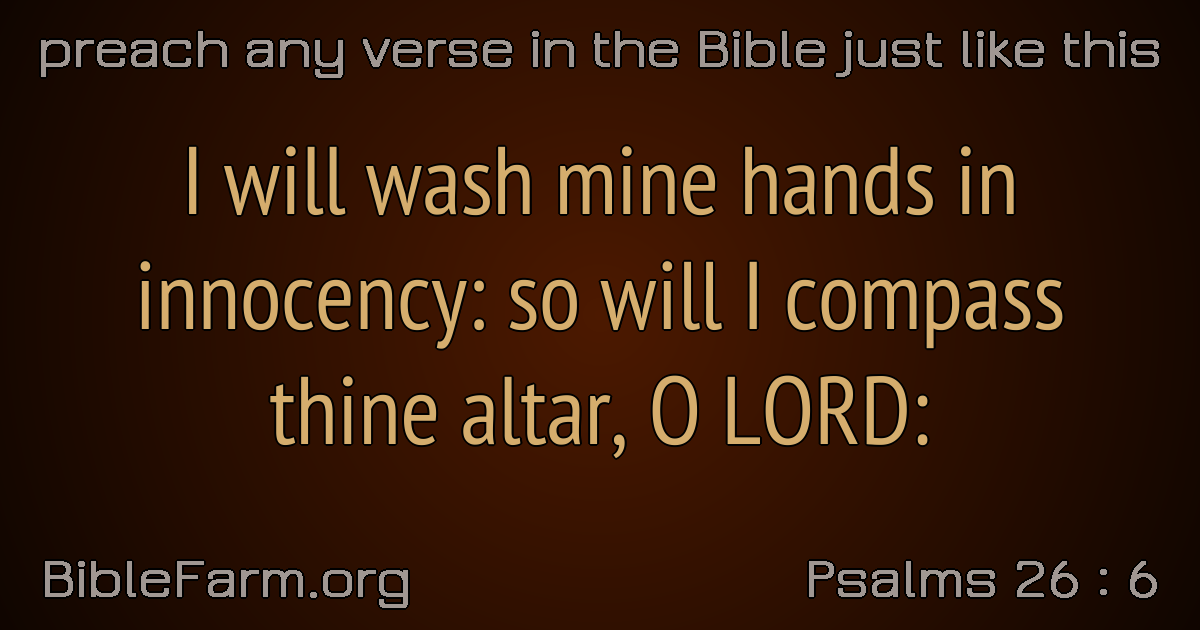 preach any verse in the Bible just like this
I will wash mine hands in
innocency: so will I compass
thine altar, O LORD:
BibleFarm.org
Psalms 26 : 6